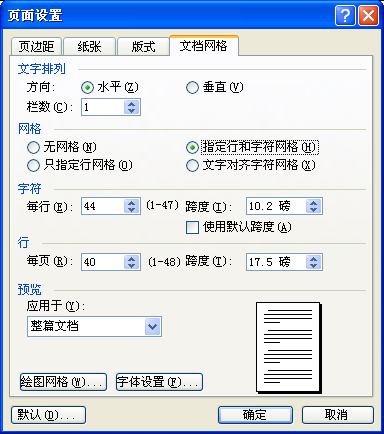 页面设置
页边距 纸张 版式 文档网格
文字排列
方向: 水平(Z) 垂直(V)
栏数(C): 1
网格
无网格(N) 指定行和字符网格(H)
只指定行网格(O) 文字对齐字符网格(X)
字符
每行(E): 44 (1-47) 跨度(I): 10.2 磅
使用默认跨度(A)
行
每页(R): 40 (1-48) 跨度(T): 17.5 磅
预览
应用于(Y):
整篇文档
绘图网格(W)... 字体设置(F)...
默认(D)... 确定 取消